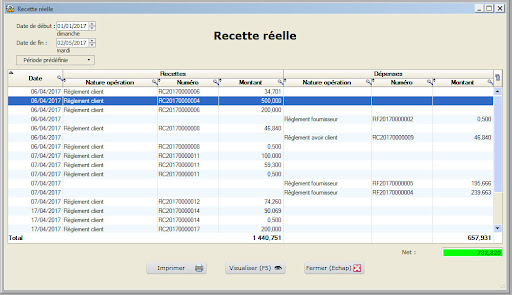 Recette réelle
Date de début : 01/01/2017
dimanche
Recette réelle
Date de fin : 02/05/2017
mardi
Période prédéfinie
Date Recettes Dépenses
Nature opération Numéro Montant Nature opération Numéro Montant
06/04/2017 Règlement client RC20170000006 34,701
06/04/2017 Règlement client RC20170000004 500,000
06/04/2017 Règlement client RC20170000006 200,000
06/04/2017 Règlement fournisseur RF20170000002 0,500
06/04/2017 Règlement client RC20170000008 46,840
06/04/2017 Règlement avoir client RC20170000009 46,840
06/04/2017 Règlement client RC20170000008 0,500
07/04/2017 Règlement client RC20170000011 100,000
07/04/2017 Règlement client RC20170000011 59,300
07/04/2017 Règlement client RC20170000011 0,500
07/04/2017 Règlement fournisseur RF20170000005 195,666
07/04/2017 Règlement fournisseur RF20170000004 239,663
07/04/2017 Règlement client RC20170000012 74,260
17/04/2017 Règlement client RC20170000014 90,069
17/04/2017 Règlement client RC20170000014 0,500
17/04/2017 Règlement client RC20170000017 200,000
Total 1 440,751 657,931
Net : 782,820
Imprimer Visualiser (F5) Fermer (Echap)